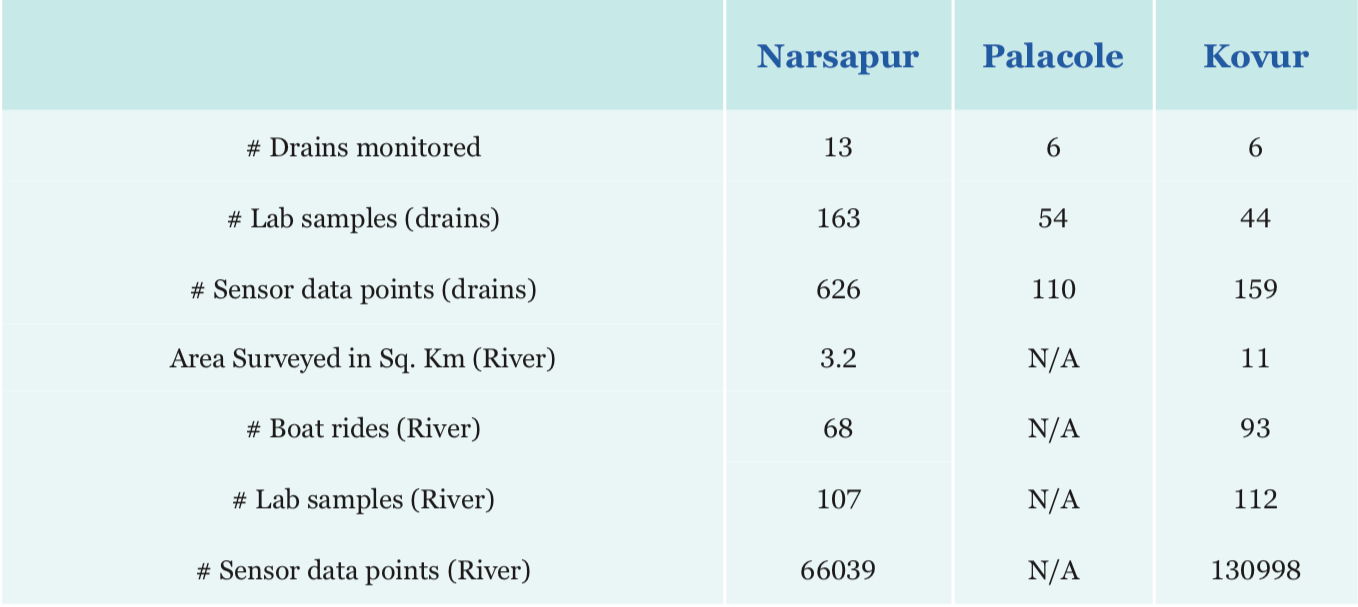 Narsapur Palacole Kovur
# Drains monitored 13 6 6
# Lab samples (drains) 163 54 44
# Sensor data points (drains) 626 110 159
Area Surveyed in Sq. Km (River) 3.2 N/A 11
# Boat rides (River) 68 N/A 93
# Lab samples (River) 107 N/A 112
# Sensor data points (River) 66039 N/A 130998